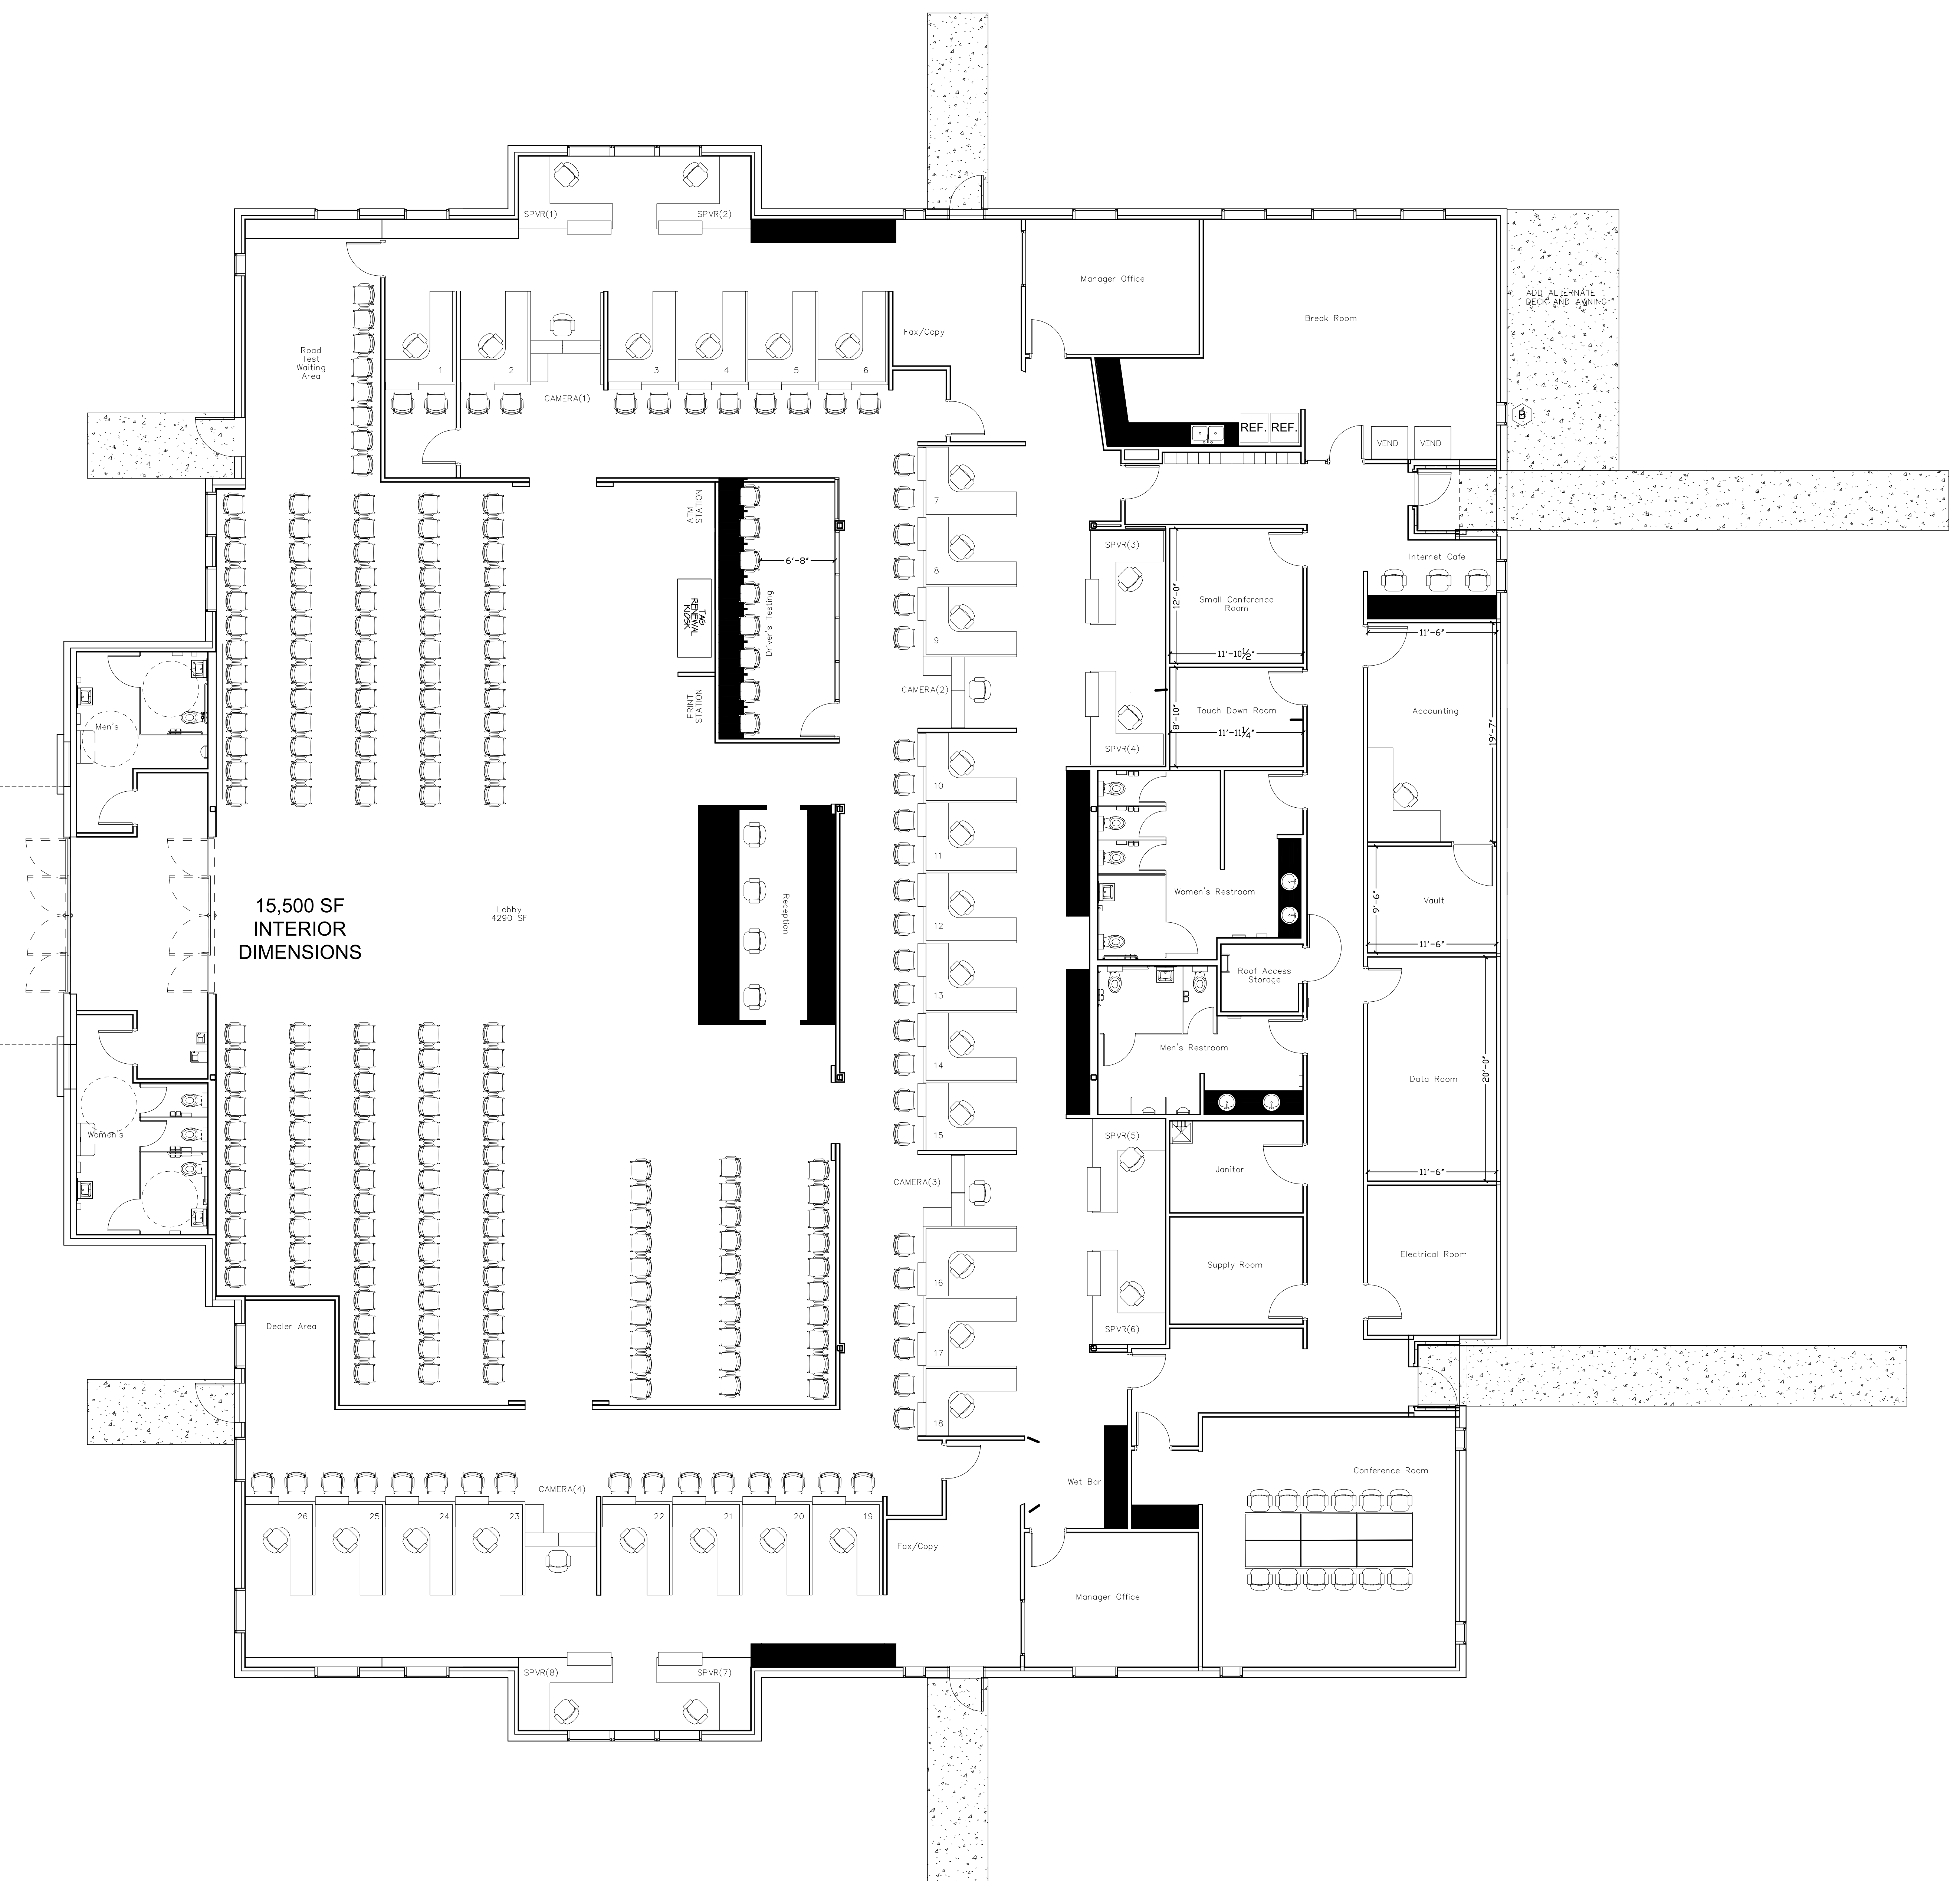 SPVR(1)
SPVR(2)
Manager Office
Break Room
ADD ALTERNATE
DECK AND AWNING
Fax/Copy
Road
Test
Waiting
Area
1
2
3
4
5
6
CAMERA(1)
REF.
REF.
VEND
VEND
B
7
8
9
ATM
STATION
6'-8"
Driver's Testing
TAG
RENEWAL
KIOSK
PRINT
STATION
SPVR(3)
Internet Cafe
12'-0"
Small Conference
Room
11'-10½"
11'-6"
CAMERA(2)
Touch Down Room
8'-10"
11'-11¼"
SPVR(4)
Accounting
19'-7"
Men's
10
11
12
13
14
15
Reception
Women's Restroom
Vault
9'-6"
11'-6"
15,500 SF
INTERIOR
DIMENSIONS
Lobby
4290 SF
Roof Access
Storage
Men's Restroom
Data Room
20'-0"
11'-6"
Women's
SPVR(5)
Janitor
CAMERA(3)
16
17
18
Supply Room
Electrical Room
SPVR(6)
Dealer Area
Wet Bar
Conference Room
CAMERA(4)
26
25
24
23
22
21
20
19
Fax/Copy
Manager Office
SPVR(8)
SPVR(7)